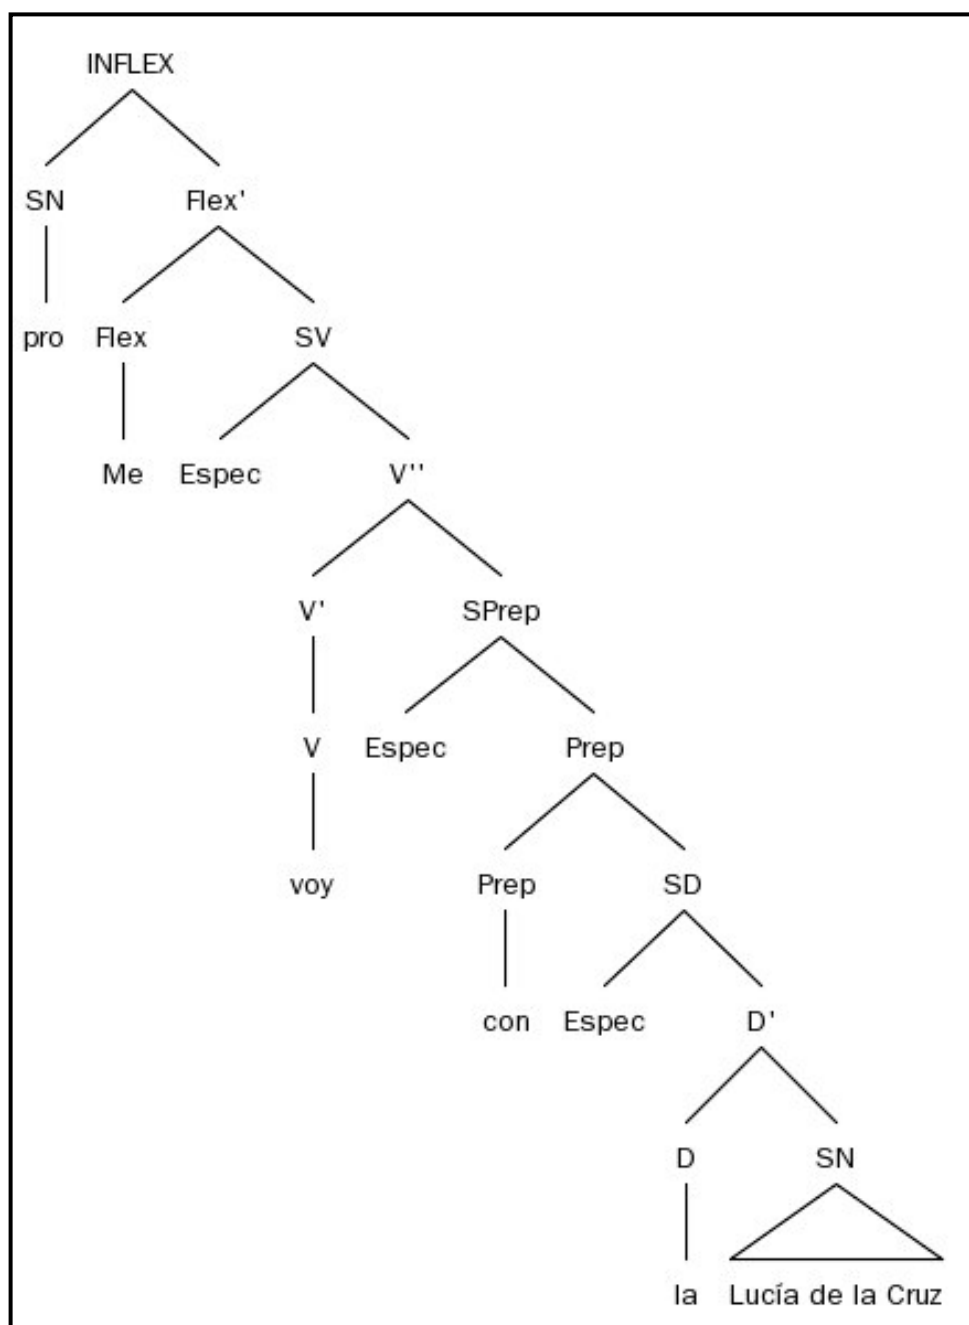 INFLEX
SN Flex'
pro Flex SV
Me Espec V''
V' SPrep
V Espec Prep
voy Prep SD
con Espec D'
D SN
la Lucía de la Cruz